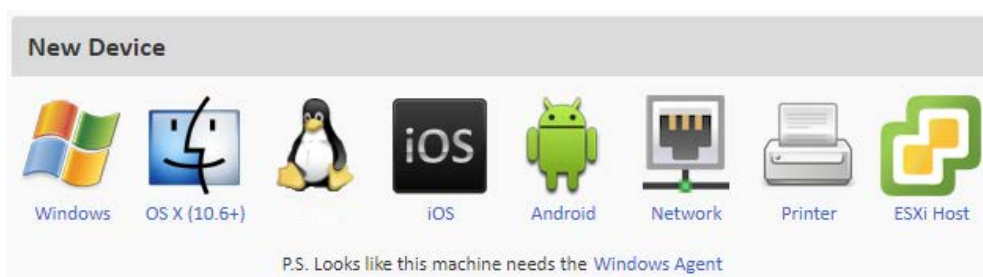 New Device
iOS
Windows OS X (10.6+) iOS Android Network Printer ESXi Host
P.S. Looks like this machine needs the Windows Agent